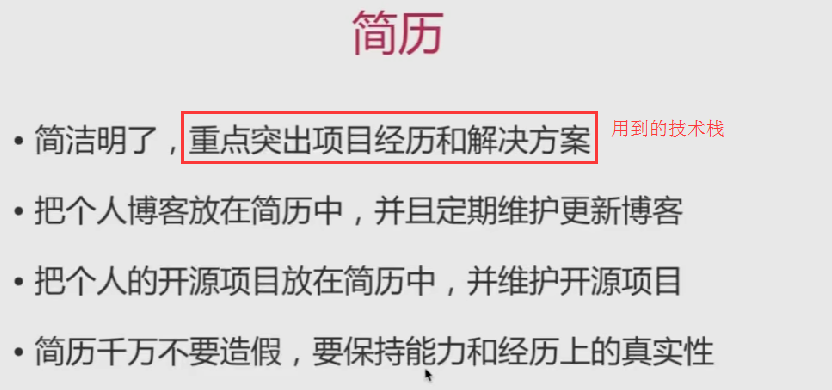 简历
• 简洁明了，重点突出项目经历和解决方案 用到的技术栈
• 把个人博客放在简历中，并且定期维护更新博客
• 把个人的开源项目放在简历中，并维护开源项目
• 简历千万不要造假，要保持能力和经历上的真实性